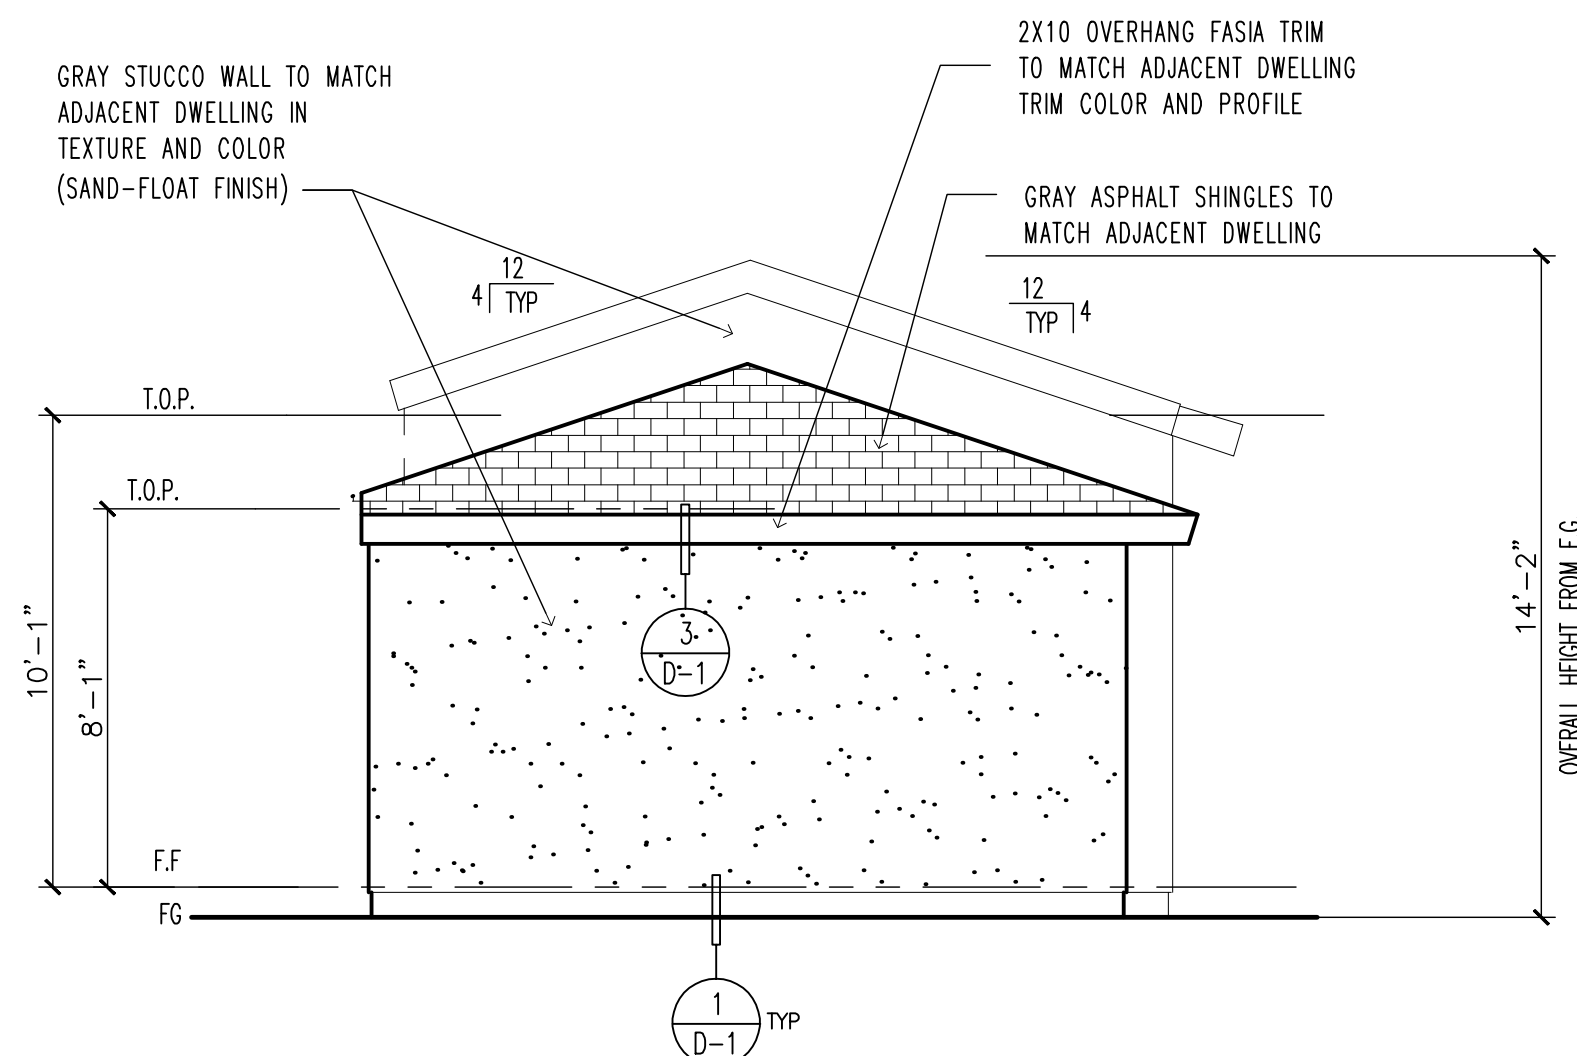 2X10 OVERHANG FASIA TRIM
TO MATCH ADJACENT DWELLING
TRIM COLOR AND PROFILE
GRAY STUCCO WALL TO MATCH
ADJACENT DWELLING IN
TEXTURE AND COLOR
(SAND-FLOAT FINISH)
GRAY ASPHALT SHINGLES TO
MATCH ADJACENT DWELLING
12
4 TYP
12
TYP 4
T.O.P.
T.O.P.
10'-1"
8'-1"
14'-2"
OVERALL HEIGHT FROM F.G
3
D-1
F.F
FG
1
D-1
TYP